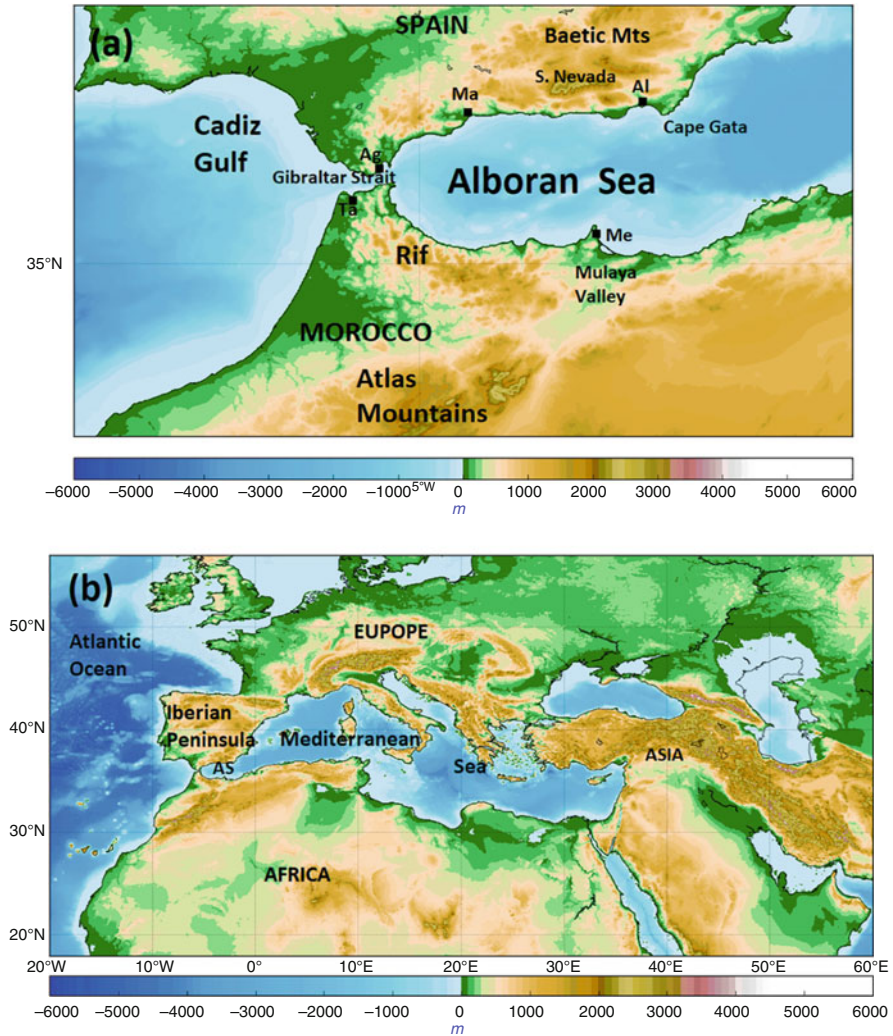 (a)
SPAIN
Baetic Mts
S. Nevada
Ma
Al
Cadiz
Gulf
Cape Gata
Ag
Gibraltar Strait
Alboran Sea
Ta
Rif
Me
35°N
Mulaya
Valley
MOROCCO
Atlas
Mountains
−6000 −5000 −4000 −3000 −2000 −1000 5°W 0 1000 2000 3000 4000 5000 6000
m
(b)
50°N
Atlantic
Ocean
EUPOPE
Iberian
Peninsula
40°N
Mediterranean
Sea
ASIA
AS
30°N
AFRICA
20°N
20°W 10°W 0° 10°E 20°E 30°E 40°E 50°E 60°E
−6000 −5000 −4000 −3000 −2000 −1000 0 1000 2000 3000 4000 5000 6000
m